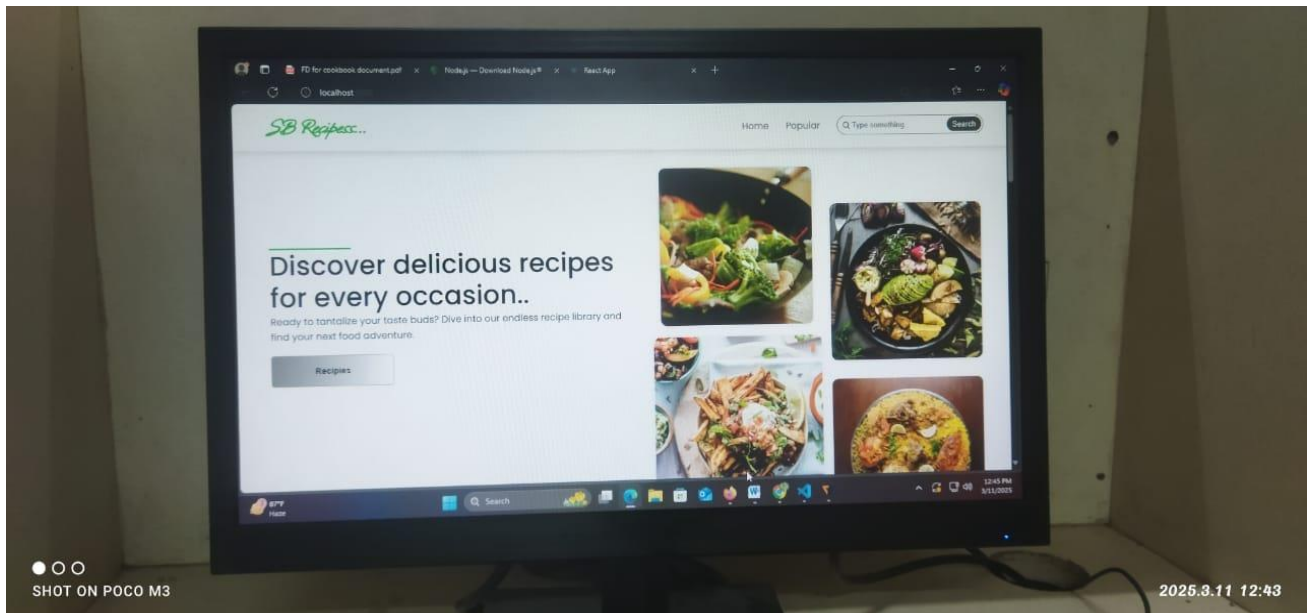 FD for cookbook document.pdf
Node.js — Download Node.js®
React App
localhost
SB Recipess...
Home
Popular
Type something
Search
Discover delicious recipes
for every occasion..
Ready to tantalize your taste buds? Dive into our endless recipe library and
find your next food adventure.
Recipies
87°F
Haze
Search
12:45 PM
3/11/2025
SHOT ON POCO M3
2025.3.11 12:43